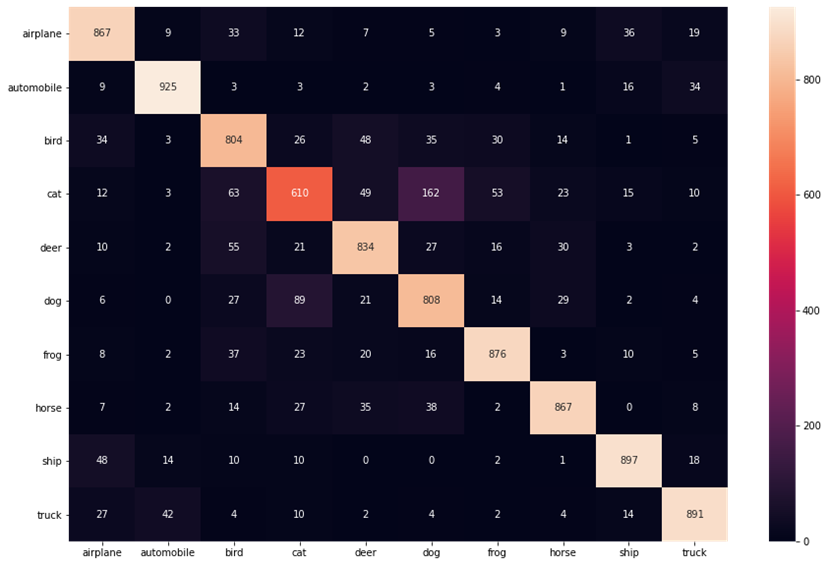 airplane 867 9 33 12 7 5 3 9 36 19
automobile 9 925 3 3 2 3 4 1 16 34
bird 34 3 804 26 48 35 30 14 1 5
cat 12 3 63 610 49 162 53 23 15 10
deer 10 2 55 21 834 27 16 30 3 2
dog 6 0 27 89 21 808 14 29 2 4
frog 8 2 37 23 20 16 876 3 10 5
horse 7 2 14 27 35 38 2 867 0 8
ship 48 14 10 10 0 0 2 1 897 18
truck 27 42 4 10 2 4 2 4 14 891
airplane automobile bird cat deer dog frog horse ship truck
800
600
400
200
0